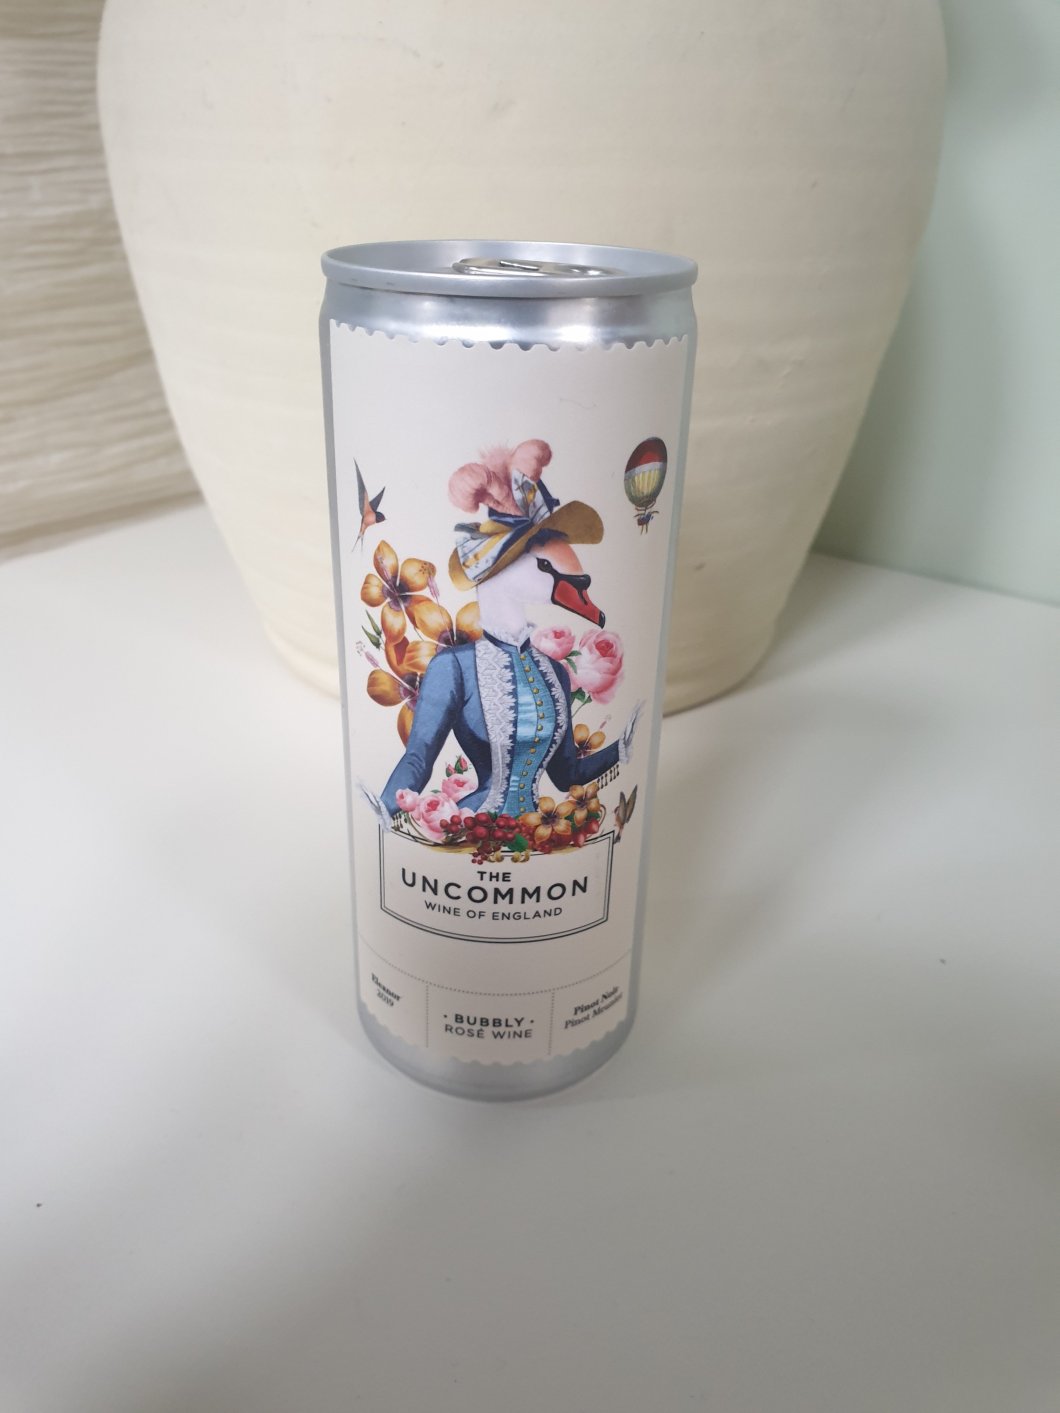 THE
UNCOMMON
WINE OF ENGLAND
Eleanor
2019
· BUBBLY ·
ROSÉ WINE
Pinot Noir
Pinot Meunier